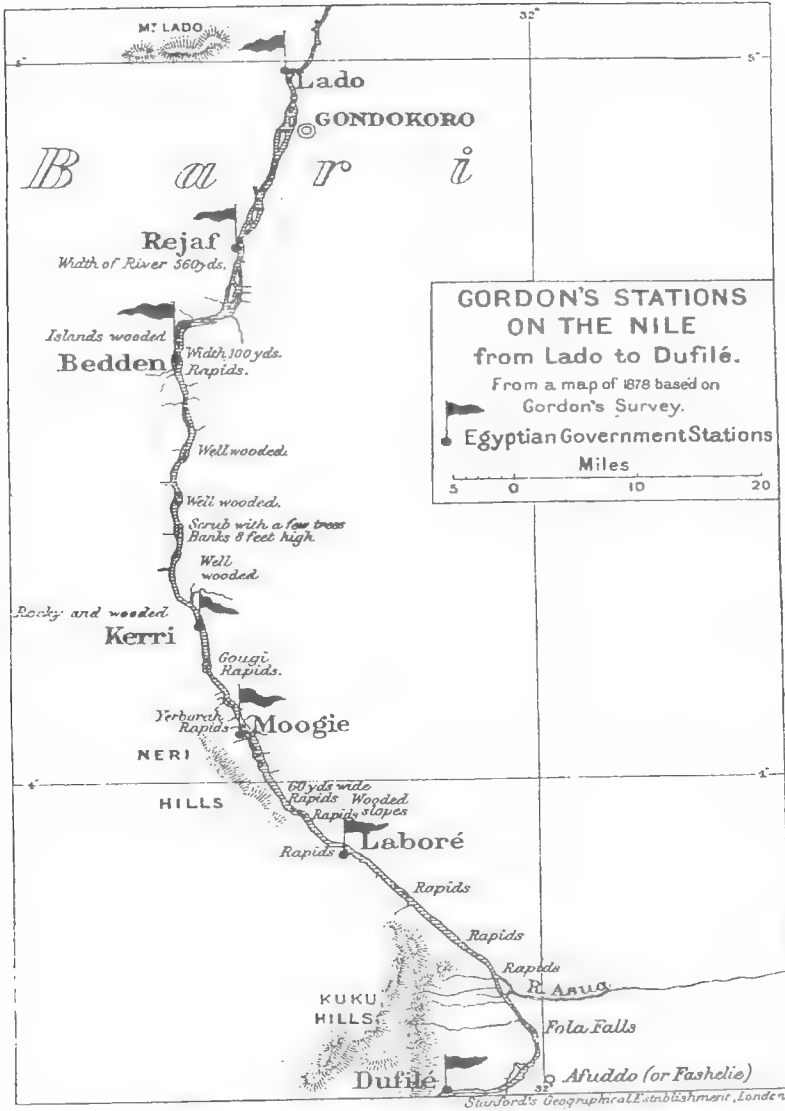 32°
Mt. LADO
5°
5°
Lado
GONDOKORO
Bari
Rejaf
Width of River 560yds.
GORDON'S STATIONS
ON THE NILE
from Lado to Dufilé.
From a map of 1878 based on
Gordon's Survey.
Egyptian Government Stations
Miles
5 0 10 20
Islands wooded
Bedden
Width 100 yds.
Rapids.
Well wooded.
Well wooded.
Scrub with a few trees
Banks 8 feet high
Well
wooded
Rocky and wooded
Kerri
Gougi
Rapids.
Yerborah
Rapids
Moogie
NERI
HILLS
4°
4°
60 yds wide
Rapids
Wooded
slopes
Rapids
Laboré
Rapids
Rapids
Rapids
Rapids
R. Asua
KUKU
HILLS
Fola Falls
Dufilé
32°
Afuddo (or Fashelie)
Stanford's Geographical Establishment, London